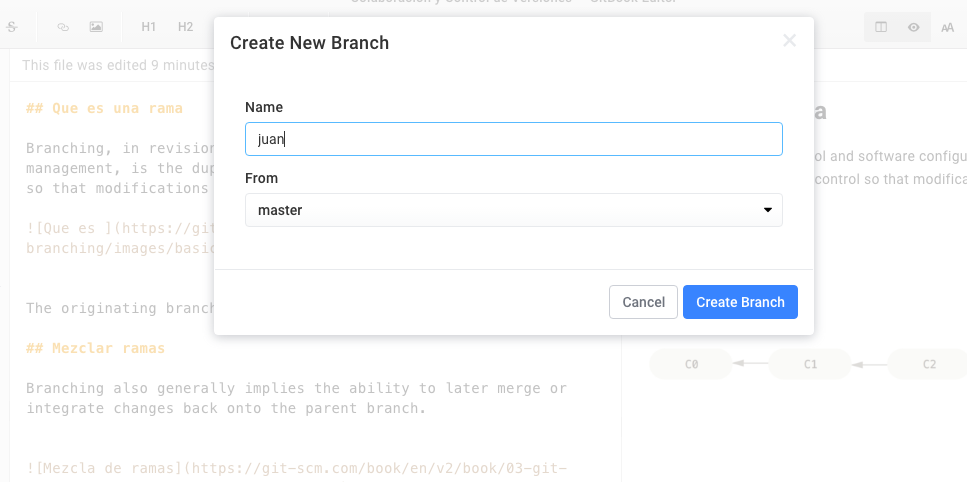 Colaboración y Control de Versiones — GitBook Editor
H1 H2
AA
This file was edited 9 minutes
Create New Branch
Name
juan
From
master
Cancel
Create Branch
## Que es una rama
Branching, in revision
management, is the dup
so that modifications
![Que es ](https://git
branching/images/basic
The originating branch
## Mezclar ramas
Branching also generally implies the ability to later merge or
integrate changes back onto the parent branch.
![Mezcla de ramas](https://git-scm.com/book/en/v2/book/03-git-
a
ol and software configu
control so that modifica
C0 C1 C2